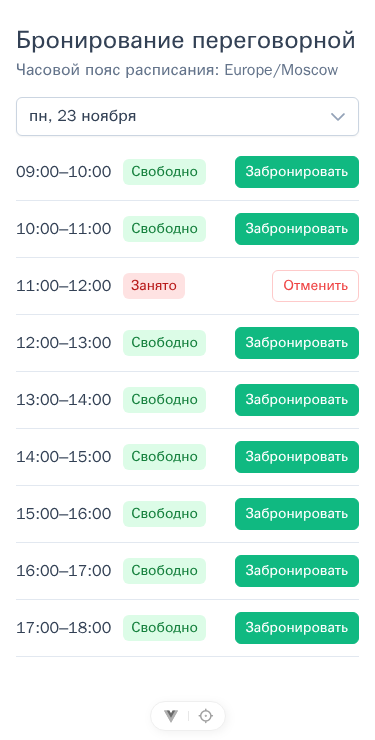 Бронирование переговорной
Часовой пояс расписания: Europe/Moscow
пн, 23 ноября
09:00–10:00 Свободно Забронировать
10:00–11:00 Свободно Забронировать
11:00–12:00 Занято Отменить
12:00–13:00 Свободно Забронировать
13:00–14:00 Свободно Забронировать
14:00–15:00 Свободно Забронировать
15:00–16:00 Свободно Забронировать
16:00–17:00 Свободно Забронировать
17:00–18:00 Свободно Забронировать